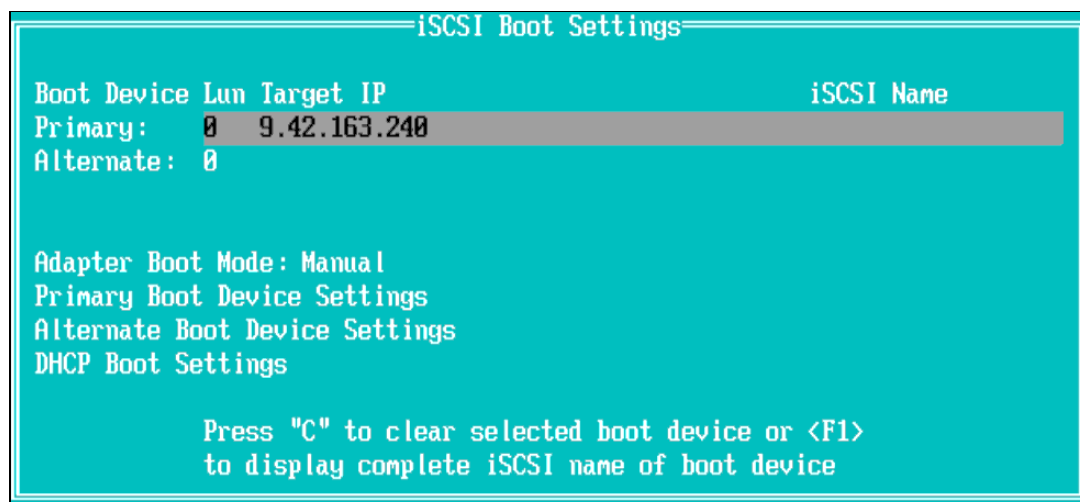 iSCSI Boot Settings
Boot Device Lun Target IP iSCSI Name
Primary: 0 9.42.163.240
Alternate: 0
Adapter Boot Mode: Manual
Primary Boot Device Settings
Alternate Boot Device Settings
DHCP Boot Settings
Press "C" to clear selected boot device or <F1>
to display complete iSCSI name of boot device